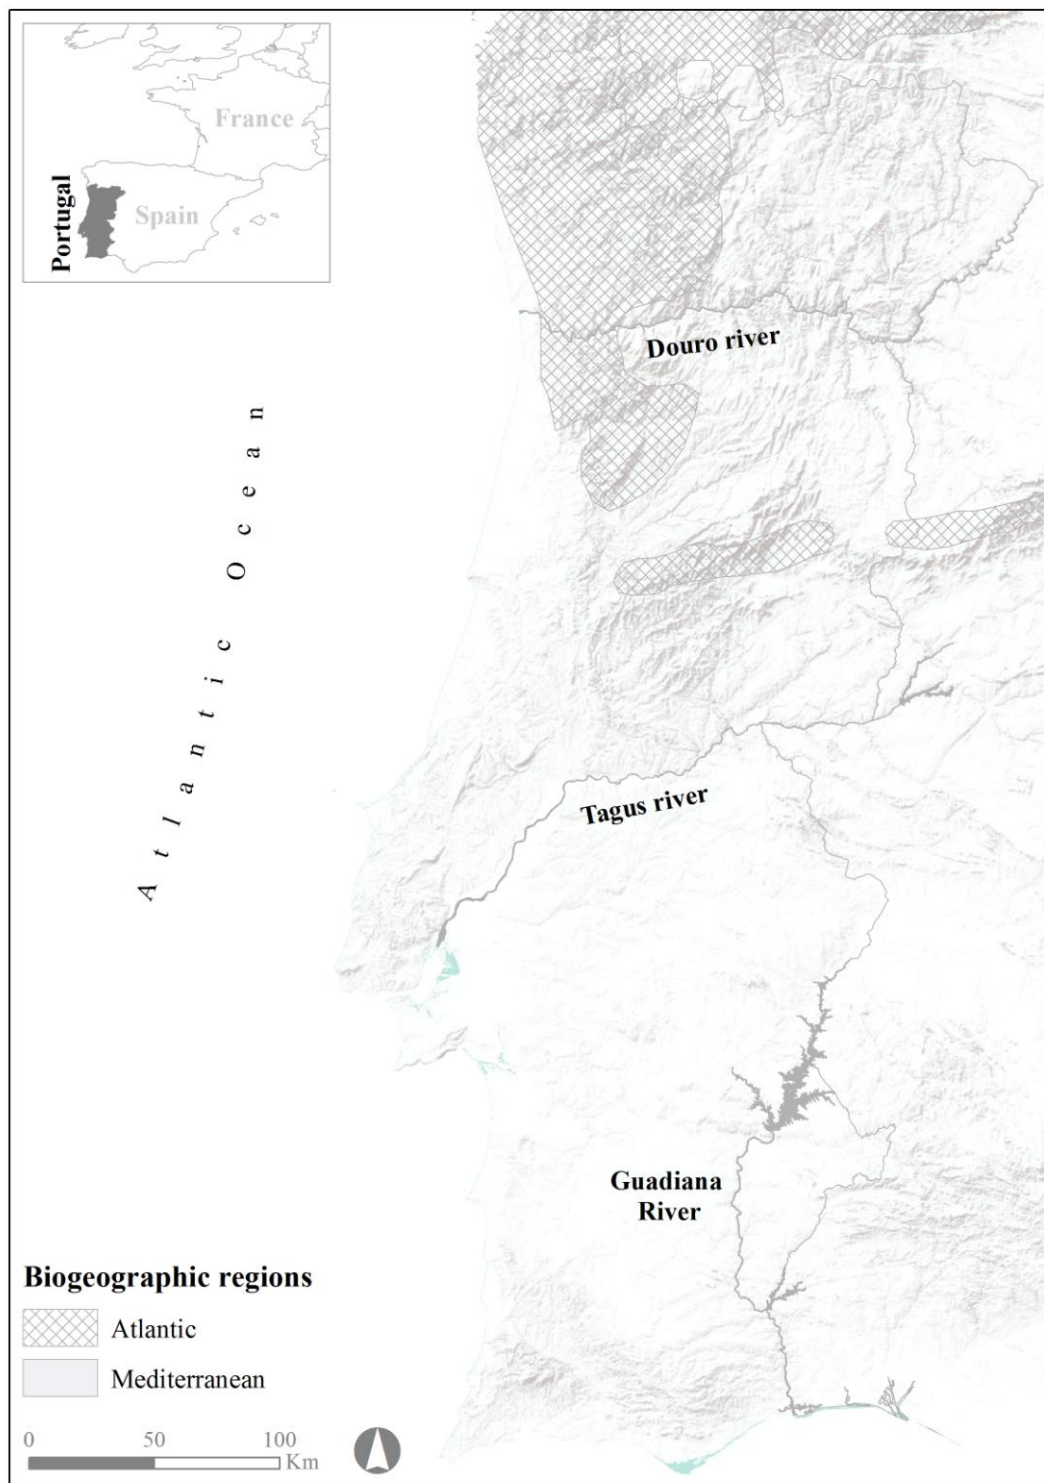 France
Portugal
Spain
Douro river
Atlantic Ocean
Tagus river
Guadiana
River
Biogeographic regions
Atlantic
Mediterranean
0 50 100
Km